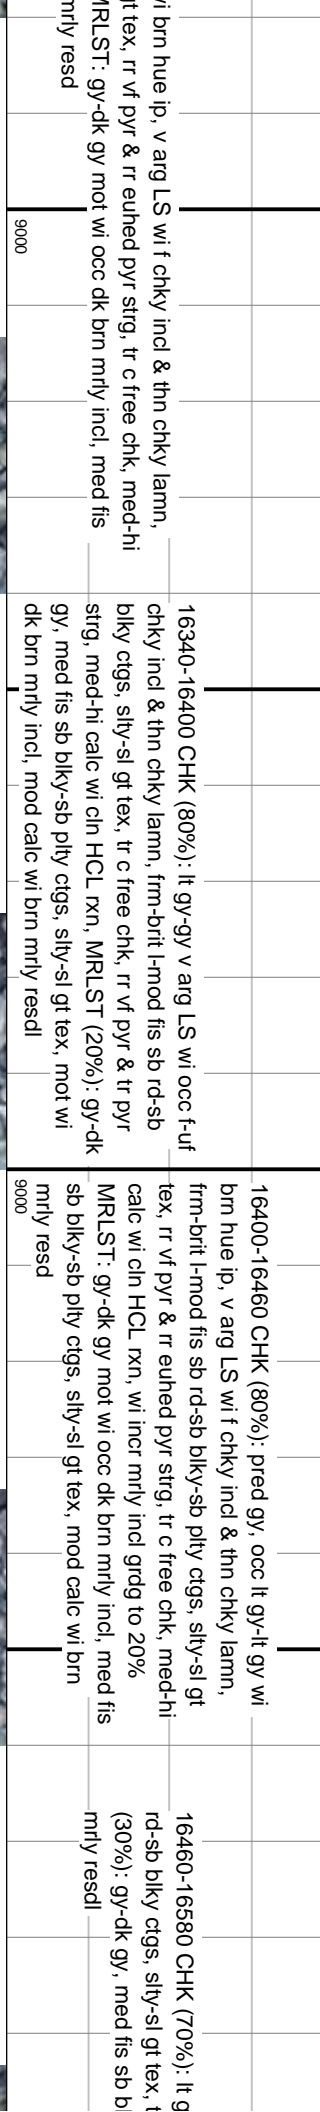 vi brn hue ip, v arg LS wi f chky incl & thn chky lamn,
gt tex, rr vf pyr & rr euhed pyr strg, tr c free chk, med-hi
MRLST: gy-dk gy mot wi occ dk brn mrly incl, med fis
mrly resd
9000
16340-16400 CHK (80%): lt gy-gy v arg LS wi occ f-uf
chky incl & thn chky lamn, frm-brit l-mod fis sb rd-sb
blky ctgs, slty-sl gt tex, tr c free chk, rr vf pyr & tr pyr
strg, med-hi calc wi cln HCL rxn, MRLST (20%): gy-dk
gy, med fis sb blky-sb plty ctgs, slty-sl gt tex, mot wi
dk brn mrly incl, mod calc wi brn mrly resdl
16400-16460 CHK (80%): pred gy, occ lt gy-lt gy wi
brn hue ip, v arg LS wi f chky incl & thn chky lamn,
frm-brit l-mod fis sb rd-sb blky-sb plty ctgs, slty-sl gt
tex, rr vf pyr & rr euhed pyr strg, tr c free chk, med-hi
calc wi cln HCL rxn, wi incr mrly incl grdg to 20%
MRLST: gy-dk gy mot wi occ dk brn mrly incl, med fis
sb blky-sb plty ctgs, slty-sl gt tex, mod calc wi brn
mrly resd
9000
16460-16580 CHK (70%): lt g
rd-sb blky ctgs, slty-sl gt tex, t
(30%): gy-dk gy, med fis sb bl
mrly resdl